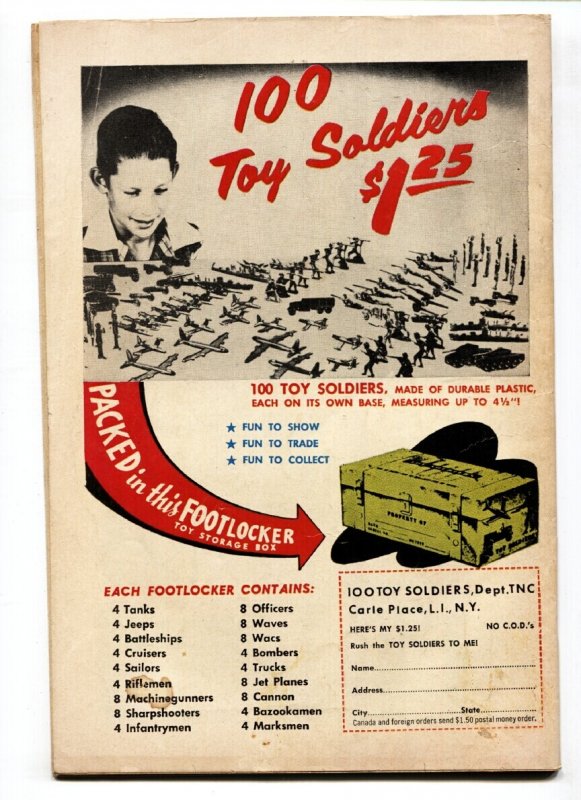 100
Toy Soldiers
$1.25
100 TOY SOLDIERS, MADE OF DURABLE PLASTIC,
EACH ON ITS OWN BASE, MEASURING UP TO 4½"!
★ FUN TO SHOW
★ FUN TO TRADE
★ FUN TO COLLECT
PACKED in this FOOTLOCKER
TOY STORAGE BOX
PROPERTY OF
TOY SOLDIERS
EACH FOOTLOCKER CONTAINS:
4 Tanks
4 Jeeps
4 Battleships
4 Cruisers
4 Sailors
4 Riflemen
8 Machinegunners
8 Sharpshooters
4 Infantrymen
8 Officers
8 Waves
8 Wacs
4 Bombers
4 Trucks
8 Jet Planes
8 Cannon
4 Bazookamen
4 Marksmen
100 TOY SOLDIERS, Dept. TNC
Carle Place, L.I., N.Y.
HERE'S MY $1.25! NO C.O.D.'s
Rush the TOY SOLDIERS TO ME!
Name
Address
City State
Canada and foreign orders send $1.50 postal money order.